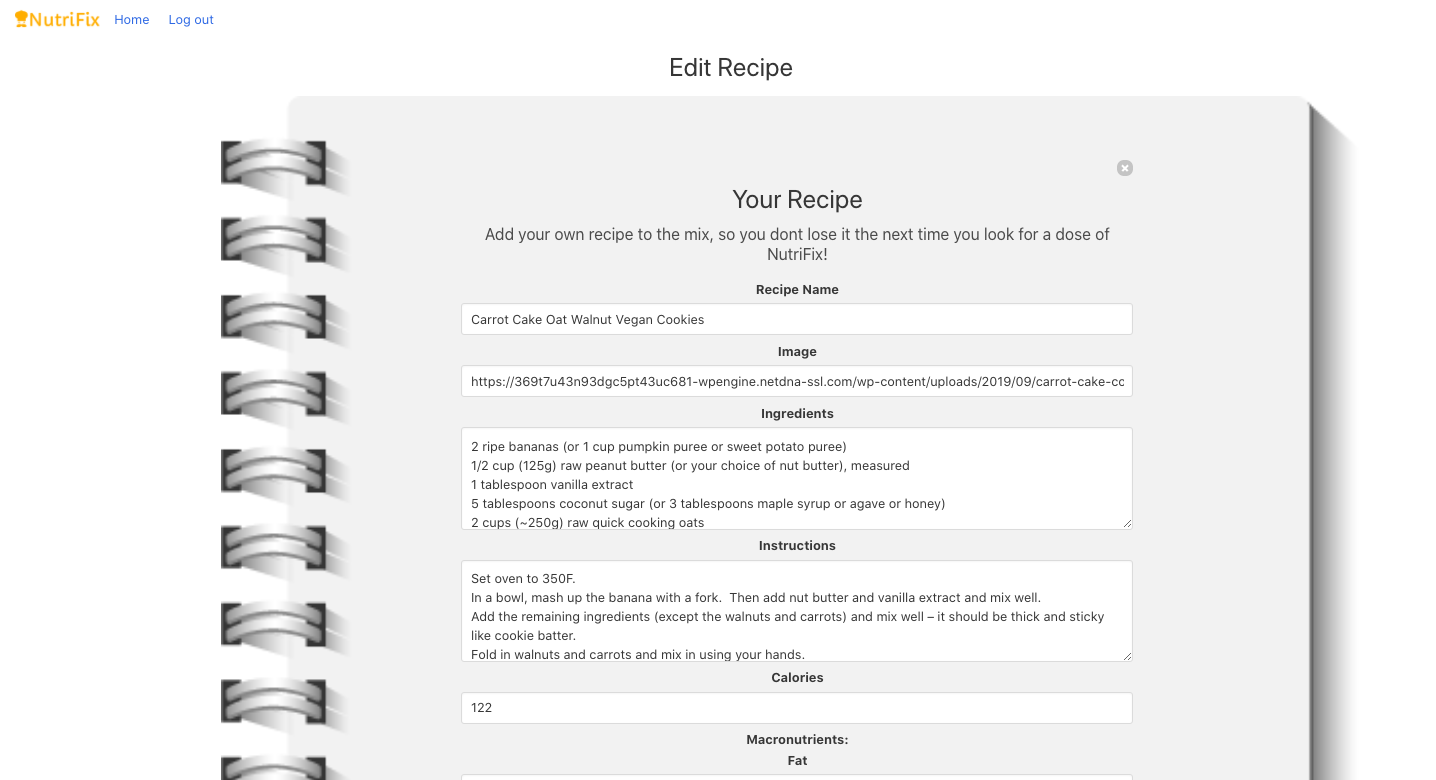 NutriFix Home Log out
Edit Recipe
Your Recipe
Add your own recipe to the mix, so you dont lose it the next time you look for a dose of
NutriFix!
Recipe Name
Carrot Cake Oat Walnut Vegan Cookies
Image
https://369t7u43n93dgc5pt43uc681-wpengine.netdna-ssl.com/wp-content/uploads/2019/09/carrot-cake-cc
Ingredients
2 ripe bananas (or 1 cup pumpkin puree or sweet potato puree)
1/2 cup (125g) raw peanut butter (or your choice of nut butter), measured
1 tablespoon vanilla extract
5 tablespoons coconut sugar (or 3 tablespoons maple syrup or agave or honey)
2 cups (~250g) raw quick cooking oats
Instructions
Set oven to 350F.
In a bowl, mash up the banana with a fork.  Then add nut butter and vanilla extract and mix well.
Add the remaining ingredients (except the walnuts and carrots) and mix well – it should be thick and sticky
like cookie batter.
Fold in walnuts and carrots and mix in using your hands.
Calories
122
Macronutrients:
Fat